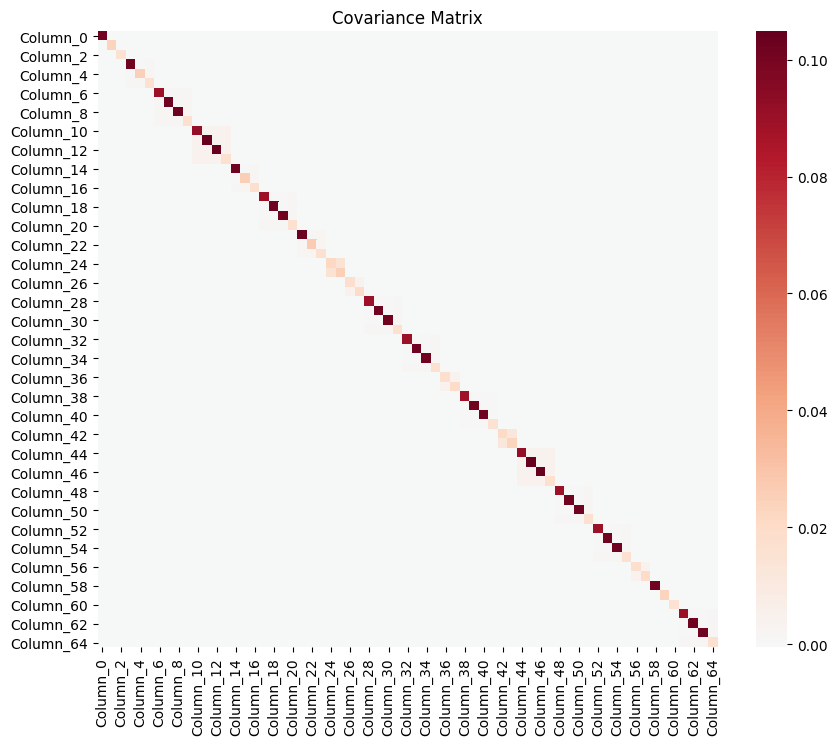 Covariance Matrix
Column_0
Column_2
Column_4
Column_6
Column_8
Column_10
Column_12
Column_14
Column_16
Column_18
Column_20
Column_22
Column_24
Column_26
Column_28
Column_30
Column_32
Column_34
Column_36
Column_38
Column_40
Column_42
Column_44
Column_46
Column_48
Column_50
Column_52
Column_54
Column_56
Column_58
Column_60
Column_62
Column_64
Column_0
Column_2
Column_4
Column_6
Column_8
Column_10
Column_12
Column_14
Column_16
Column_18
Column_20
Column_22
Column_24
Column_26
Column_28
Column_30
Column_32
Column_34
Column_36
Column_38
Column_40
Column_42
Column_44
Column_46
Column_48
Column_50
Column_52
Column_54
Column_56
Column_58
Column_60
Column_62
Column_64
0.10
0.08
0.06
0.04
0.02
0.00